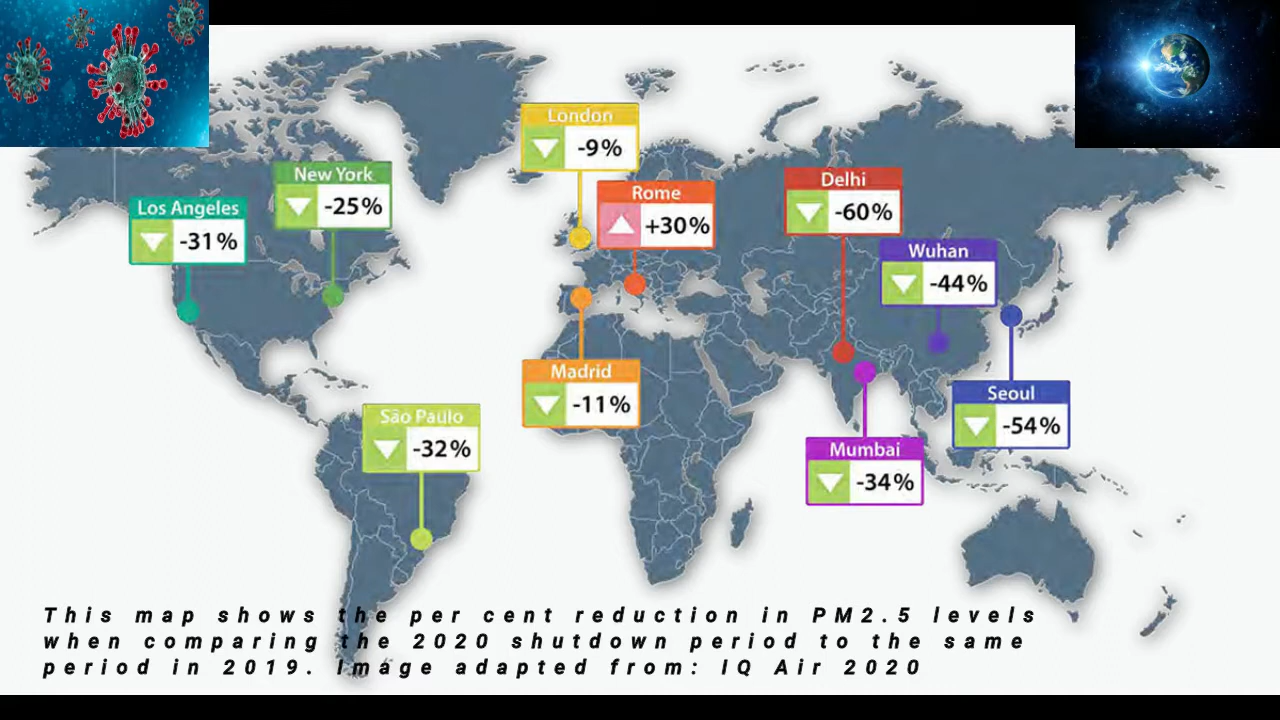 London
-9%
New York
-25%
Delhi
-60%
Rome
+30%
Los Angeles
-31%
Wuhan
-44%
Madrid
-11%
Seoul
-54%
São Paulo
-32%
Mumbai
-34%
This map shows the per cent reduction in PM2.5 levels
when comparing the 2020 shutdown period to the same
period in 2019. Image adapted from: IQ Air 2020